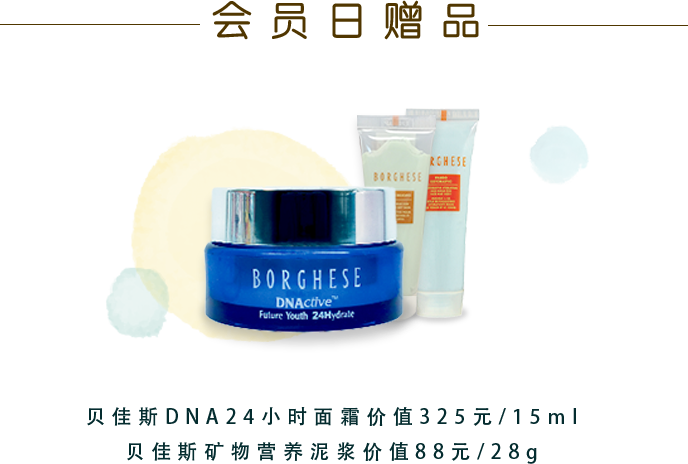 会员日赠品
BORGHESE
BORGHESE
BORGHESE
DNActive™
Future Youth 24Hydrate
贝佳斯DNA24小时面霜价值325元/15ml
贝佳斯矿物营养泥浆价值88元/28g